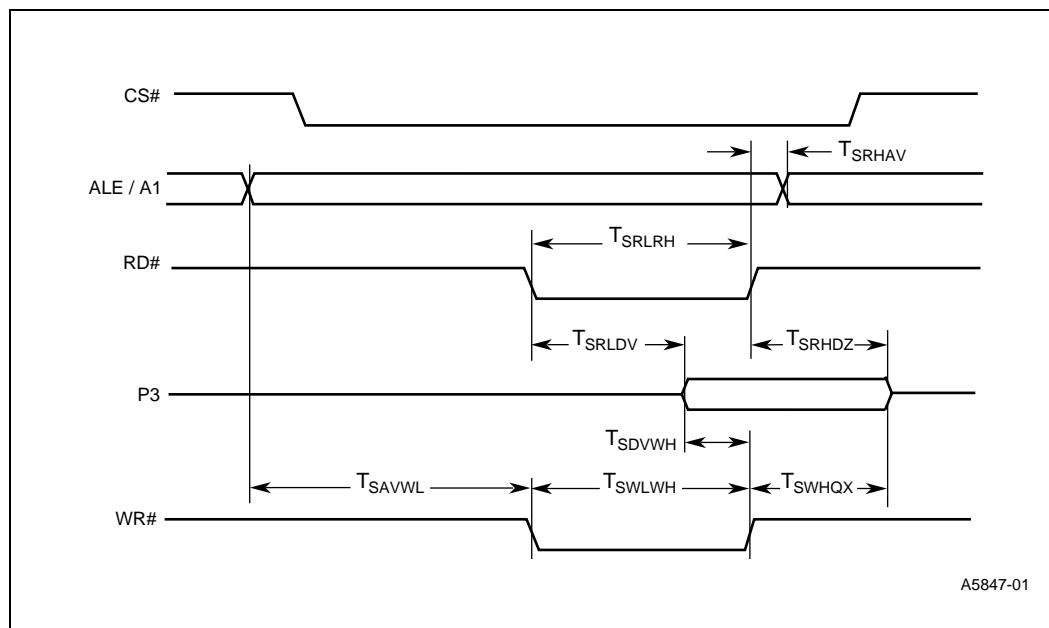 CS#
T_SRHAV
ALE / A1
T_SRLRH
RD#
T_SRLDV
T_SRHDZ
P3
T_SDVWH
T_SAVWL
T_SWLWH
T_SWHQX
WR#
A5847-01